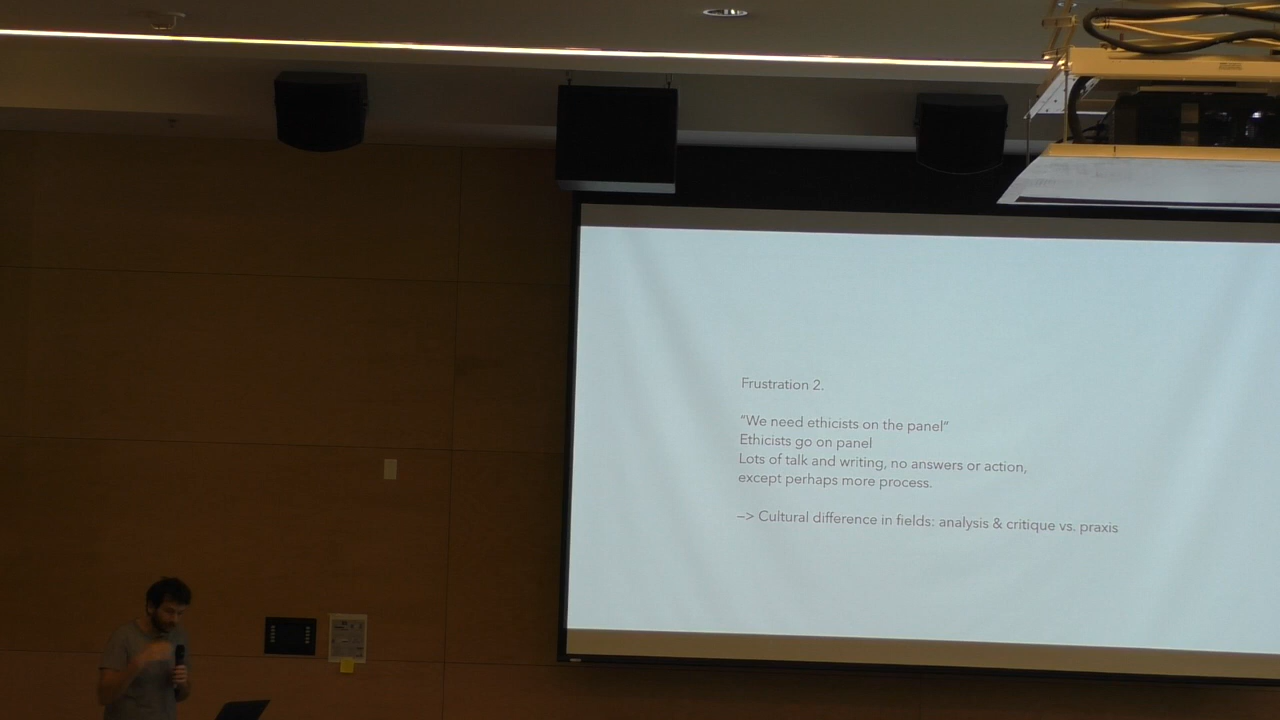 Frustration 2.
“We need ethicists on the panel“
Ethicists go on panel
Lots of talk and writing, no answers or action,
except perhaps more process.
—> Cultural difference in fields: analysis & critique vs. praxis